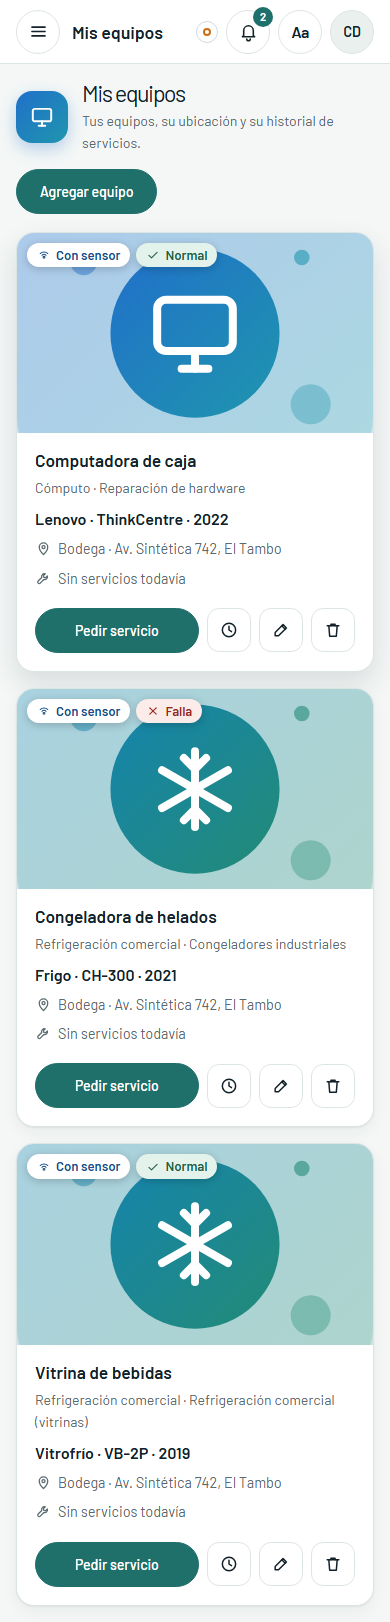 Mis equipos
2
Aa
CD
Mis equipos
Tus equipos, su ubicación y su historial de
servicios.
Agregar equipo
Con sensor
Normal
Computadora de caja
Cómputo · Reparación de hardware
Lenovo · ThinkCentre · 2022
Bodega · Av. Sintética 742, El Tambo
Sin servicios todavía
Pedir servicio
Con sensor
Falla
Congeladora de helados
Refrigeración comercial · Congeladores industriales
Frigo · CH-300 · 2021
Bodega · Av. Sintética 742, El Tambo
Sin servicios todavía
Pedir servicio
Con sensor
Normal
Vitrina de bebidas
Refrigeración comercial · Refrigeración comercial
(vitrinas)
Vitrofrío · VB-2P · 2019
Bodega · Av. Sintética 742, El Tambo
Sin servicios todavía
Pedir servicio